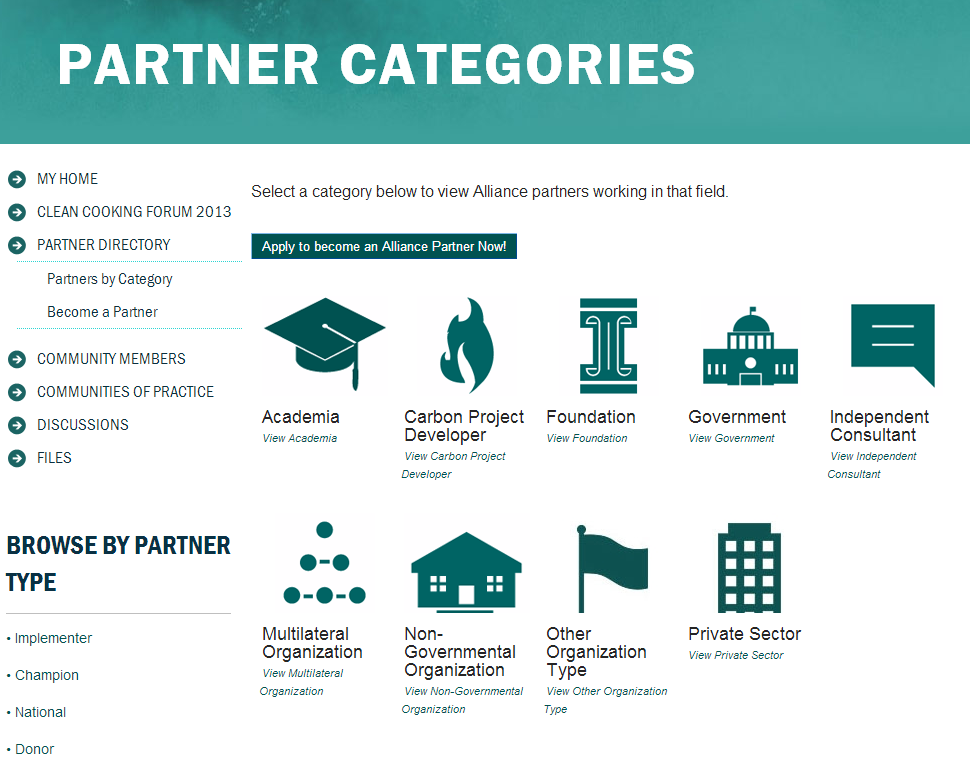 PARTNER CATEGORIES
MY HOME
CLEAN COOKING FORUM 2013
PARTNER DIRECTORY
Partners by Category
Become a Partner
COMMUNITY MEMBERS
COMMUNITIES OF PRACTICE
DISCUSSIONS
FILES
BROWSE BY PARTNER
TYPE
• Implementer
• Champion
• National
• Donor
Select a category below to view Alliance partners working in that field.
Apply to become an Alliance Partner Now!
Academia
View Academia
Carbon Project
Developer
View Carbon Project
Developer
Foundation
View Foundation
Government
View Government
Independent
Consultant
View Independent
Consultant
Multilateral
Organization
View Multilateral
Organization
Non-
Governmental
Organization
View Non-Governmental
Organization
Other
Organization
Type
View Other Organization
Type
Private Sector
View Private Sector